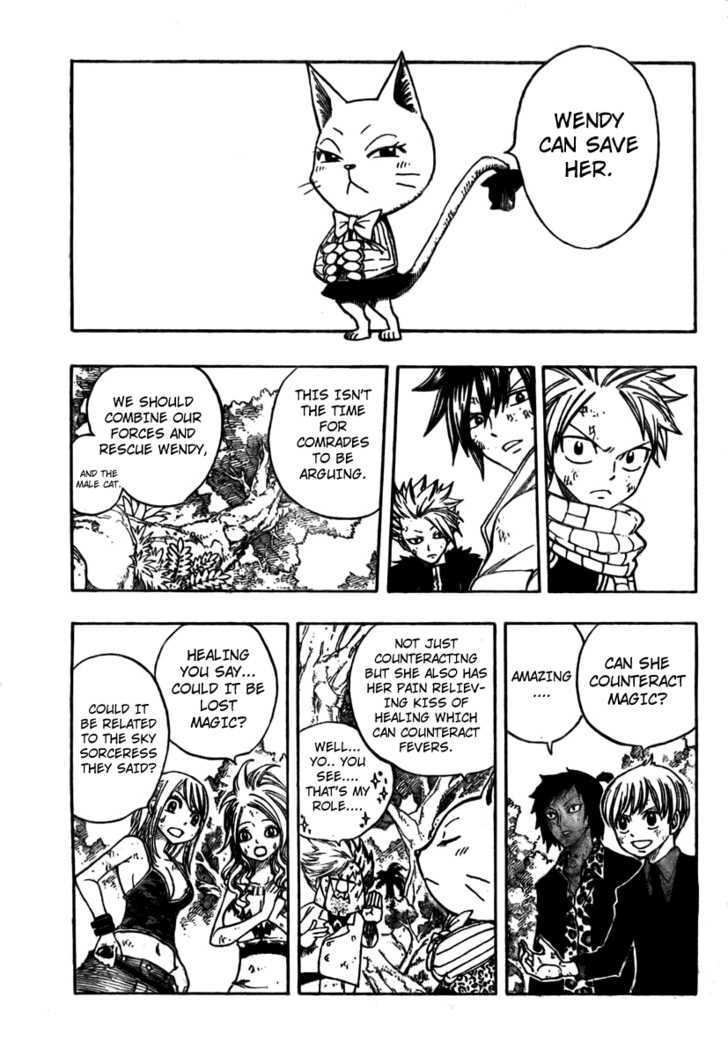 WENDY
CAN SAVE
HER.
THIS ISN'T
THE TIME
FOR
COMRADES
TO BE
ARGUING.
WE SHOULD
COMBINE OUR
FORCES AND
RESCUE WENDY,
AND THE
MALE CAT.
CAN SHE
COUNTERACT
MAGIC?
AMAZING
....
NOT JUST
COUNTERACTING
BUT SHE ALSO HAS
HER PAIN RELIEV-
ING KISS OF
HEALING WHICH
CAN COUNTERACT
FEVERS.
WELL...
YO.. YOU
SEE....
THAT'S MY
ROLE....
HEALING
YOU SAY...
COULD IT BE
LOST
MAGIC?
COULD IT
BE RELATED
TO THE SKY
SORCERESS
THEY SAID?